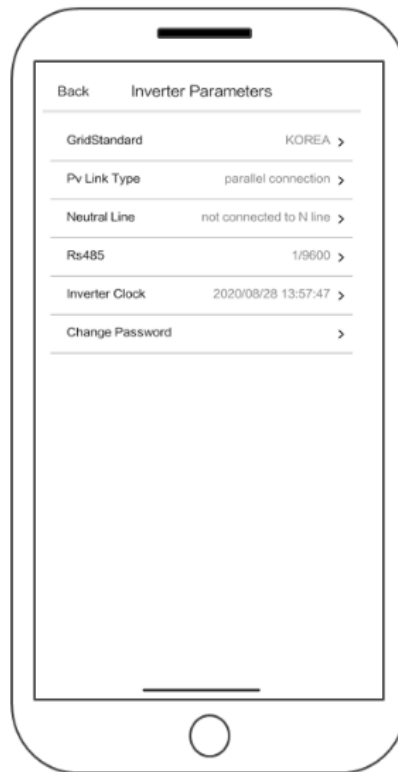 Back Inverter Parameters
GridStandard KOREA >
Pv Link Type parallel connection >
Neutral Line not connected to N line >
Rs485 1/9600 >
Inverter Clock 2020/08/28 13:57:47 >
Change Password >